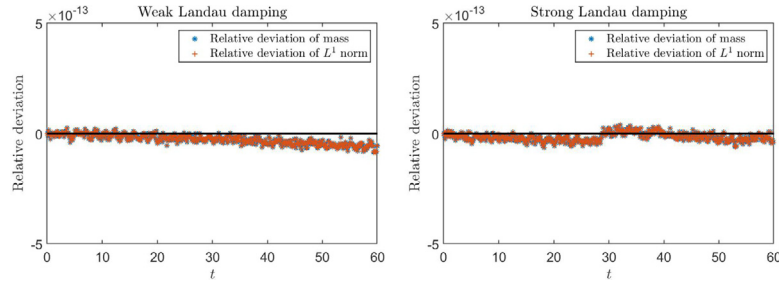 Weak Landau damping
×10⁻¹³
5
Relative deviation of mass
Relative deviation of L¹ norm
0
-5
Relative deviation
0 10 20 30 40 50 60
t
Strong Landau damping
×10⁻¹³
5
Relative deviation of mass
Relative deviation of L¹ norm
0
-5
Relative deviation
0 10 20 30 40 50 60
t